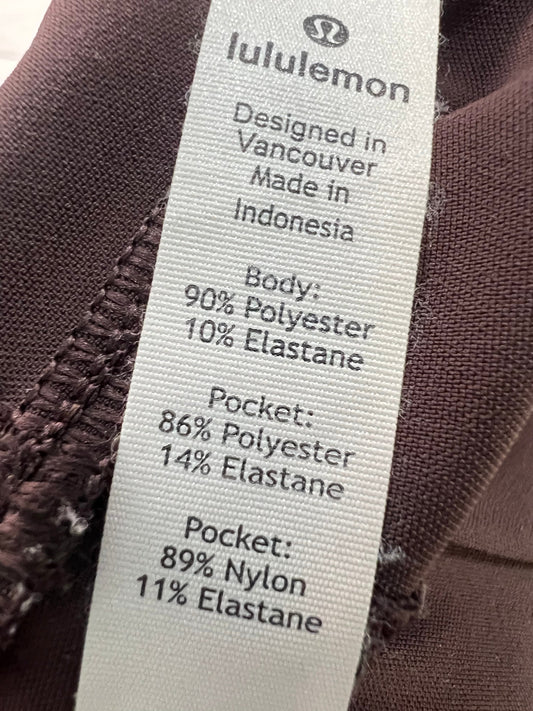 lululemon
Designed in
Vancouver
Made in
Indonesia
Body:
90% Polyester
10% Elastane
Pocket:
86% Polyester
14% Elastane
Pocket:
89% Nylon
11% Elastane